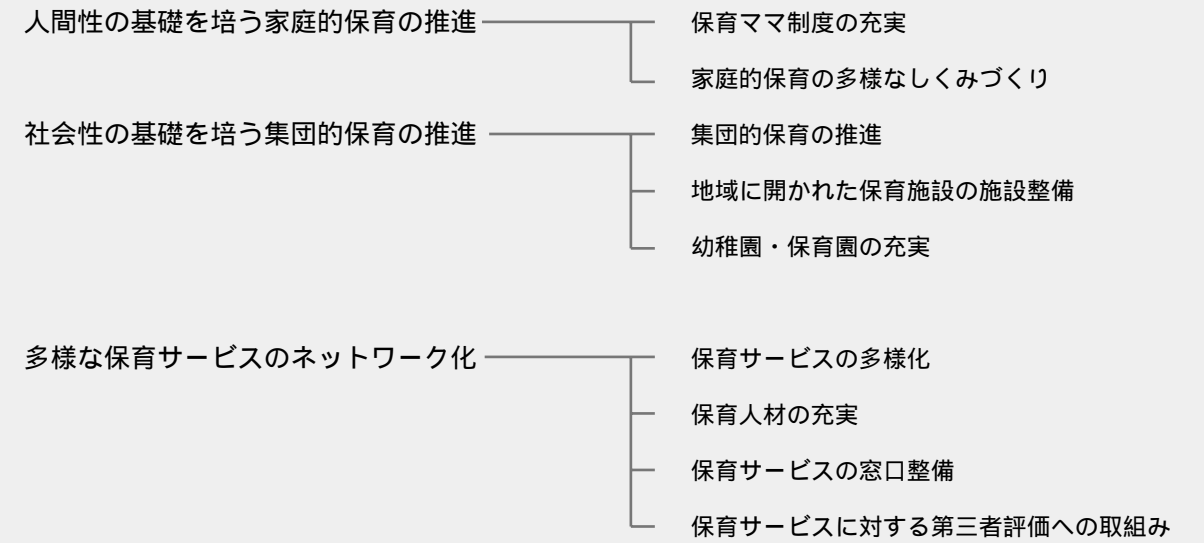 人間性の基礎を培う家庭的保育の推進
保育ママ制度の充実
家庭的保育の多様なしくみづくり
社会性の基礎を培う集団的保育の推進
集団的保育の推進
地域に開かれた保育施設の施設整備
幼稚園・保育園の充実
多様な保育サービスのネットワーク化
保育サービスの多様化
保育人材の充実
保育サービスの窓口整備
保育サービスに対する第三者評価への取組み